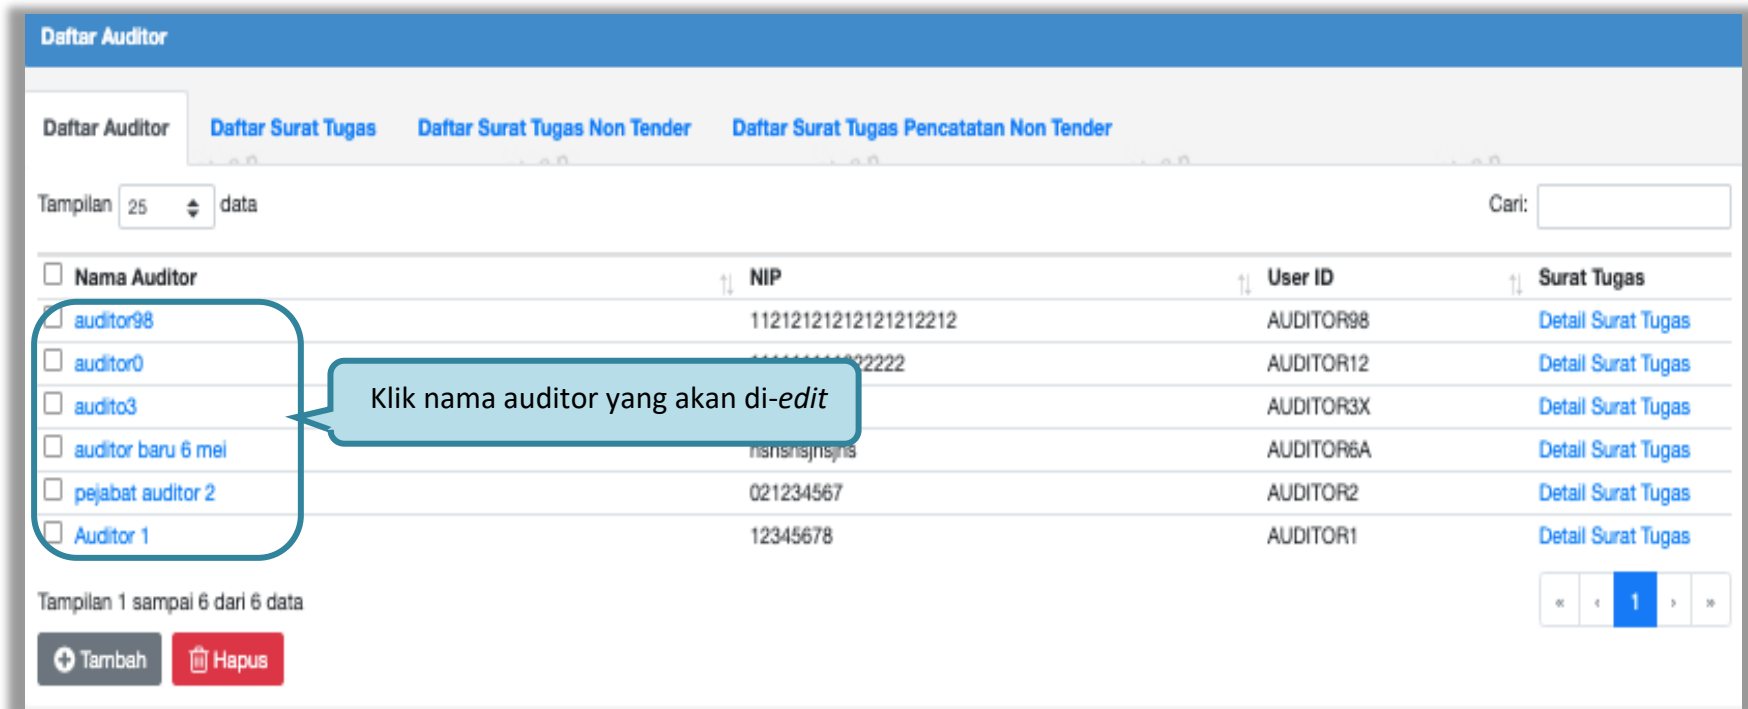 Daftar Auditor
Daftar Auditor Daftar Surat Tugas Daftar Surat Tugas Non Tender Daftar Surat Tugas Pencatatan Non Tender
Tampilan 25 data Cari:
Nama Auditor NIP User ID Surat Tugas
auditor98 11212121212121212212 AUDITOR98 Detail Surat Tugas
auditor0 AUDITOR12 Detail Surat Tugas
audito3 AUDITOR3X Detail Surat Tugas
Klik nama auditor yang akan di-edit
auditor baru 6 mei AUDITOR6A Detail Surat Tugas
pejabat auditor 2 021234567 AUDITOR2 Detail Surat Tugas
Auditor 1 12345678 AUDITOR1 Detail Surat Tugas
Tampilan 1 sampai 6 dari 6 data « ‹ 1 › »
Tambah Hapus